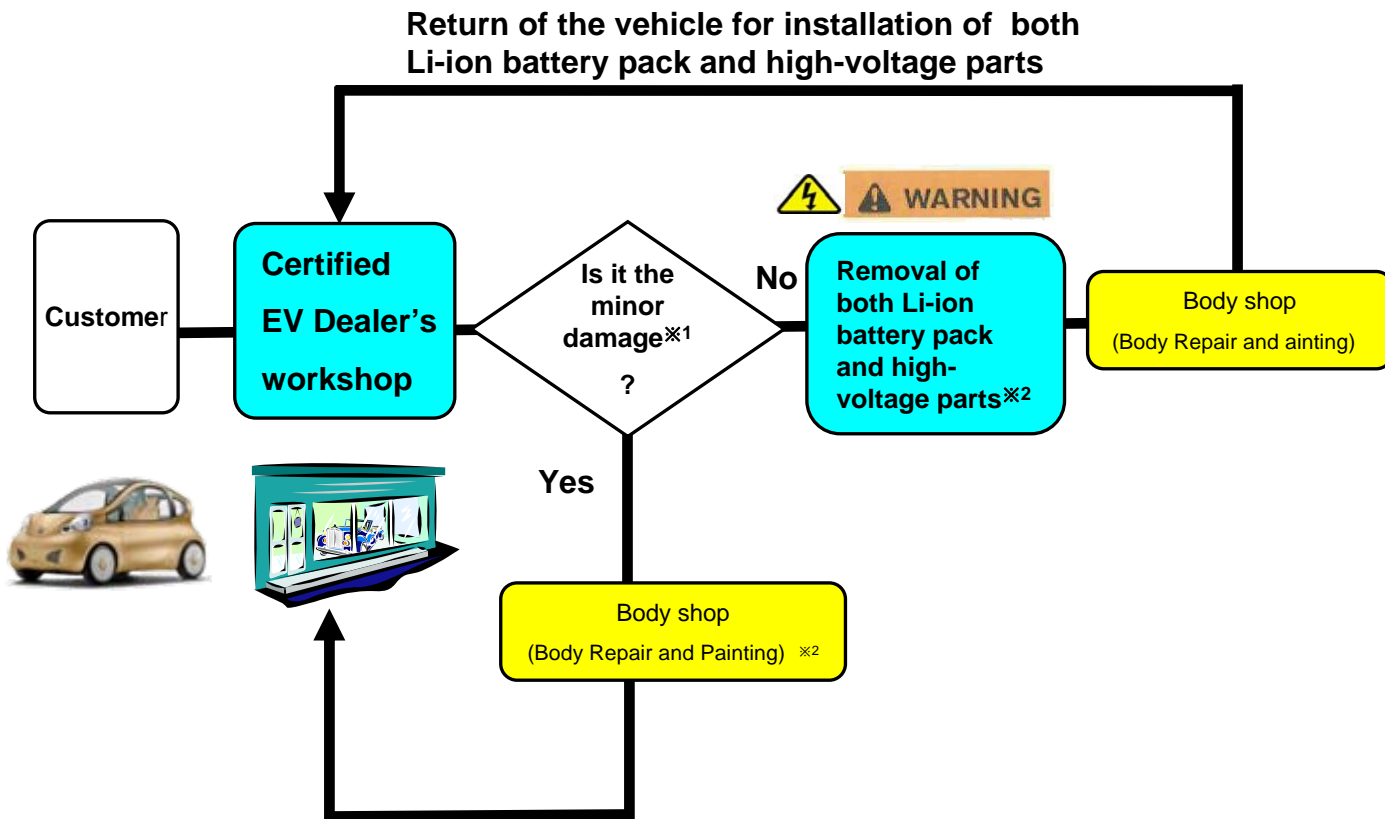 Return of the vehicle for installation of both
Li-ion battery pack and high-voltage parts
WARNING
Customer
Certified
EV Dealer's
workshop
Is it the
minor
damage※1
?
No
Removal of
both Li-ion
battery pack
and high-
voltage parts※2
Body shop
(Body Repair and ainting)
Yes
Body shop
(Body Repair and Painting) ※2